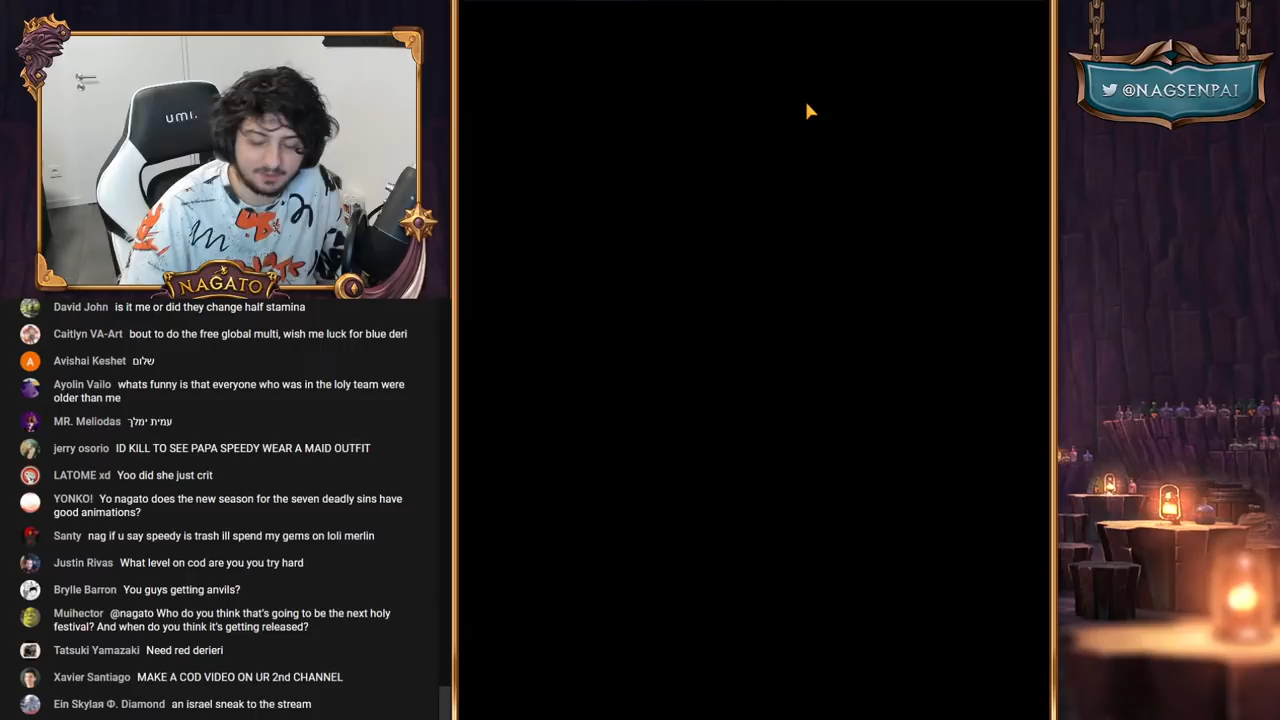 umi.
NAGATO
@NAGSENPAI
David John is it me or did they change half stamina
Caitlyn VA-Art bout to do the free global multi, wish me luck for blue deri
A Avishai Keshet שלום
Ayolin Vailo whats funny is that everyone who was in the loly team were
older than me
MR. Meliodas עמית ימלך
jerry osorio ID KILL TO SEE PAPA SPEEDY WEAR A MAID OUTFIT
LATOME xd Yoo did she just crit
YONKO! Yo nagato does the new season for the seven deadly sins have
good animations?
Santy nag if u say speedy is trash ill spend my gems on loli merlin
Justin Rivas What level on cod are you you try hard
Brylle Barron You guys getting anvils?
Muihector @nagato Who do you think that's going to be the next holy
festival? And when do you think it's getting released?
Tatsuki Yamazaki Need red derieri
Xavier Santiago MAKE A COD VIDEO ON UR 2nd CHANNEL
Ein Skylaя Ф. Diamond an israel sneak to the stream